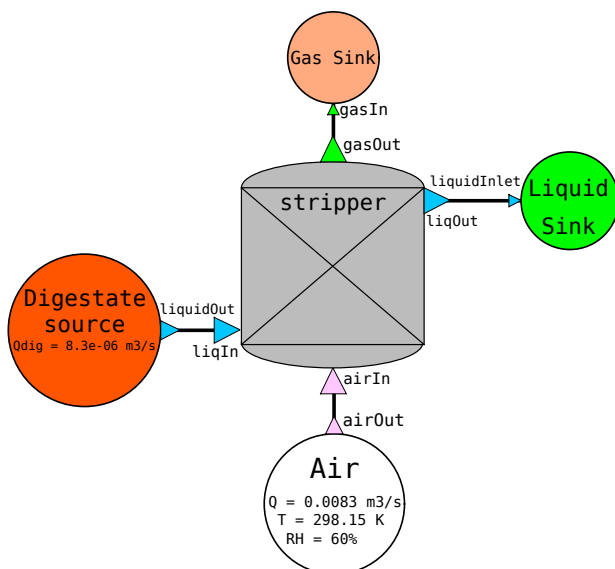 Gas Sink
gasIn
gasOut
liquidInlet
Liquid
Sink
stripper
liqOut
Digestate
source
Qdig = 8.3e-06 m3/s
liquidOut
liqIn
airIn
airOut
Air
Q = 0.0083 m3/s
T = 298.15 K
RH = 60%